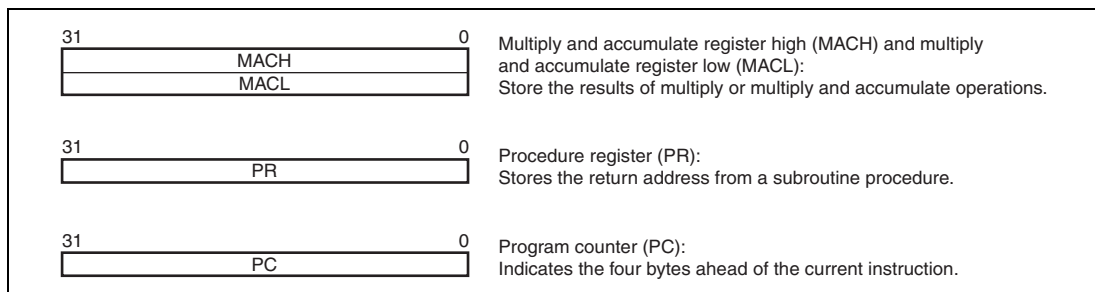 31 0
MACH
MACL
Multiply and accumulate register high (MACH) and multiply
and accumulate register low (MACL):
Store the results of multiply or multiply and accumulate operations.
31 0
PR
Procedure register (PR):
Stores the return address from a subroutine procedure.
31 0
PC
Program counter (PC):
Indicates the four bytes ahead of the current instruction.